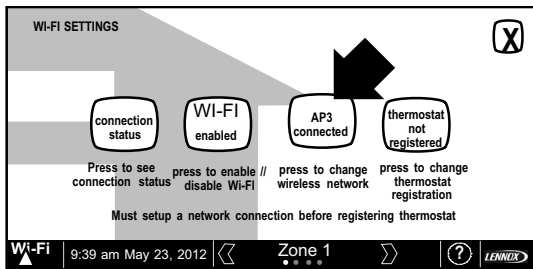 WI-FI SETTINGS
X
connection
status
WI-FI
enabled
AP3
connected
thermostat
not
registered
Press to see
connection status
press to enable //
disable Wi-FI
press to change
wireless network
press to change
thermostat
registration
Must setup a network connection before registering thermostat
Wi-Fi
9:39 am May 23, 2012
Zone 1
?
LENNOX